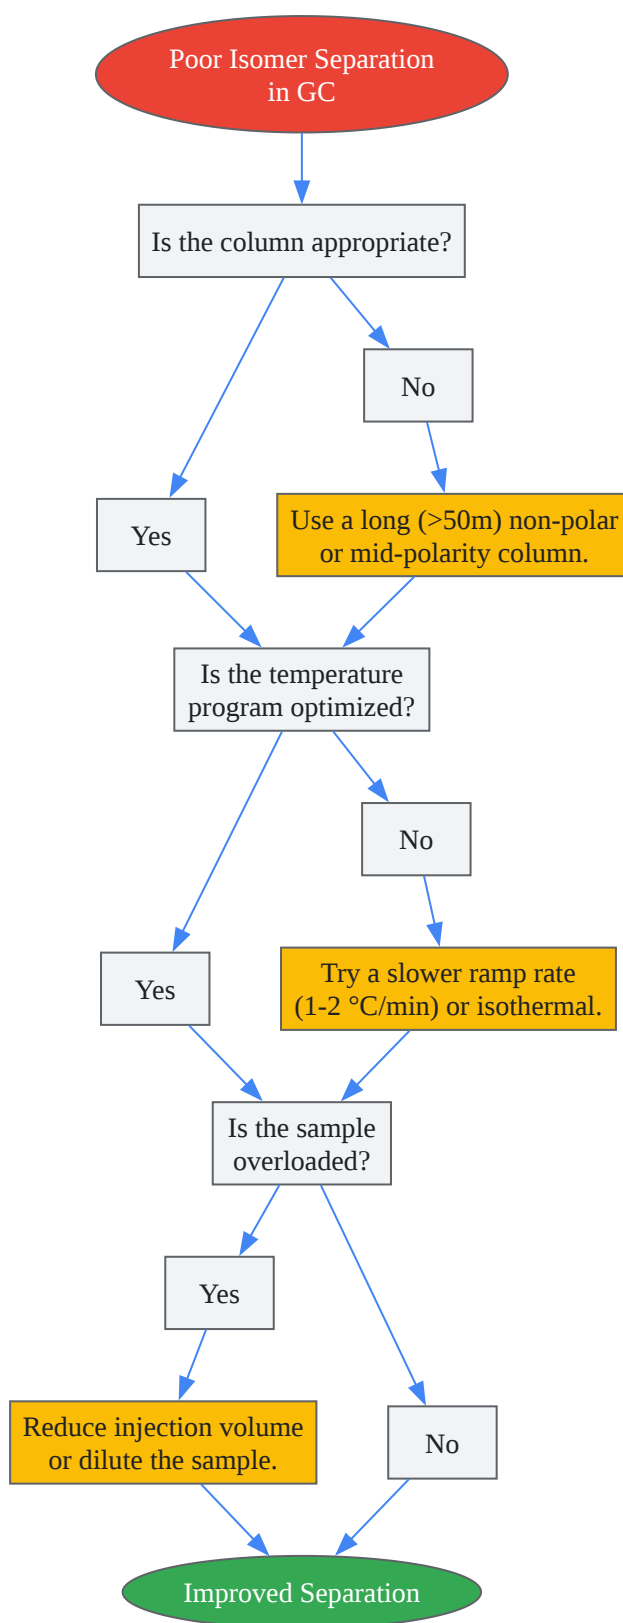 Poor Isomer Separation
in GC
Is the column appropriate?
No
Yes
Use a long (>50m) non-polar
or mid-polarity column.
Is the temperature
program optimized?
No
Yes
Try a slower ramp rate
(1-2 °C/min) or isothermal.
Is the sample
overloaded?
Yes
Reduce injection volume
or dilute the sample.
No
Improved Separation